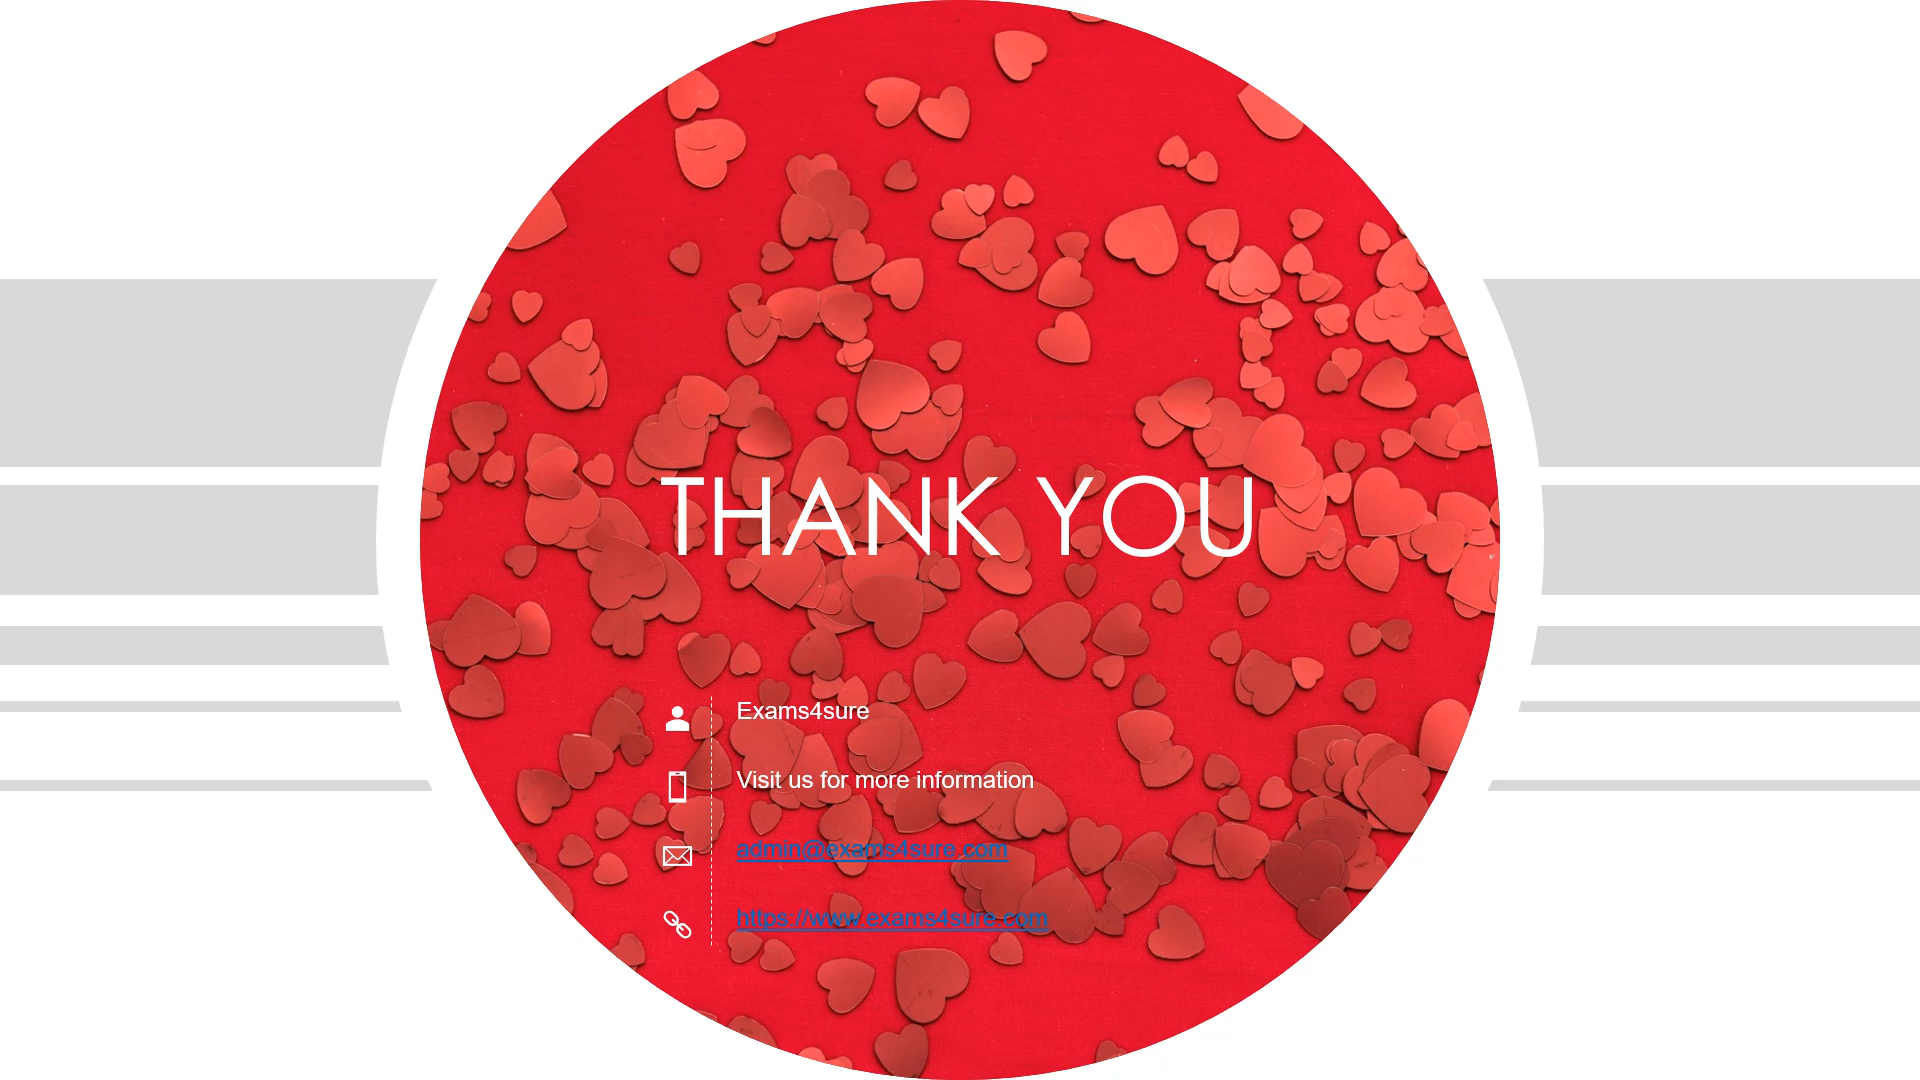 THANK YOU
Exams4sure
Visit us for more information
admin@exams4sure.com
https://www.exams4sure.com